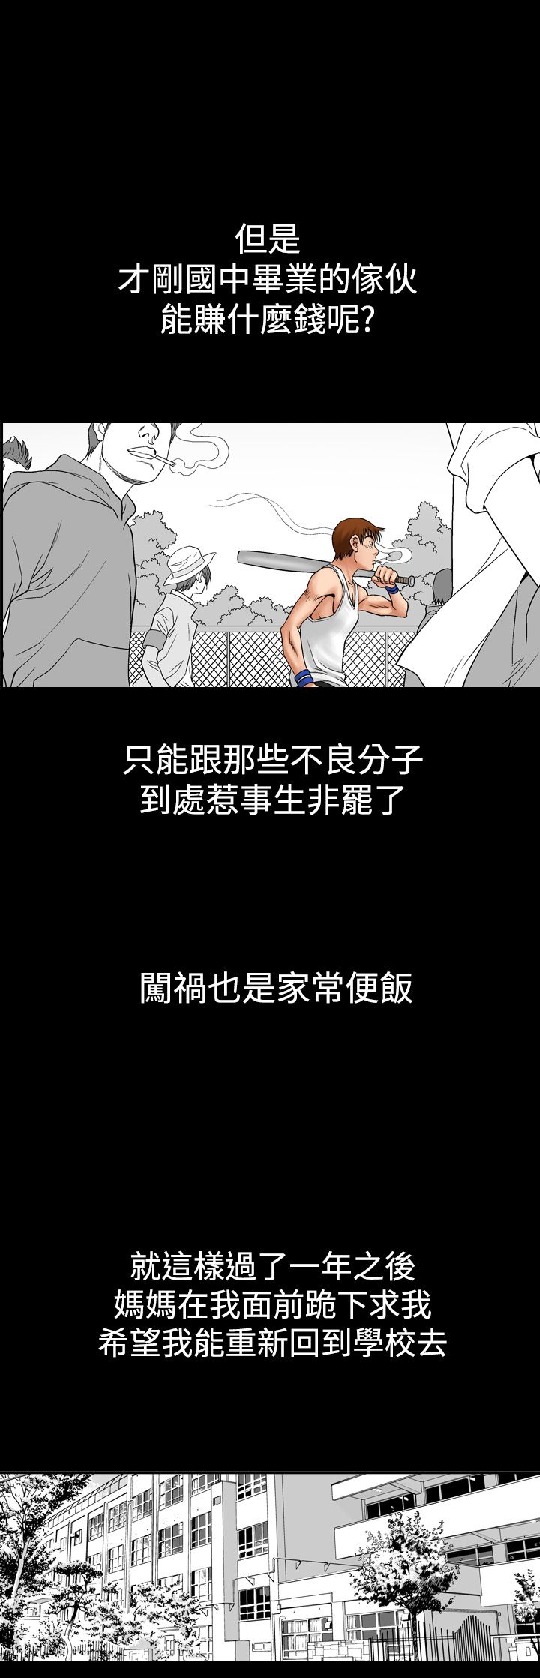 但是
才剛國中畢業的傢伙
能賺什麼錢呢?
只能跟那些不良分子
到處惹事生非罷了
闖禍也是家常便飯
就這樣過了一年之後
媽媽在我面前跪下求我
希望我能重新回到學校去